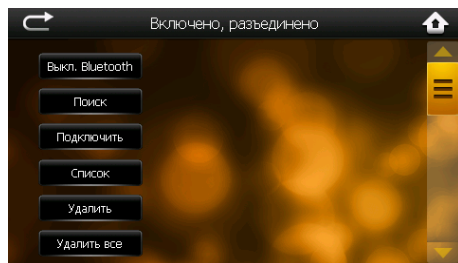 Включено, разъединено
Выкл. Bluetooth
Поиск
Подключить
Список
Удалить
Удалить все